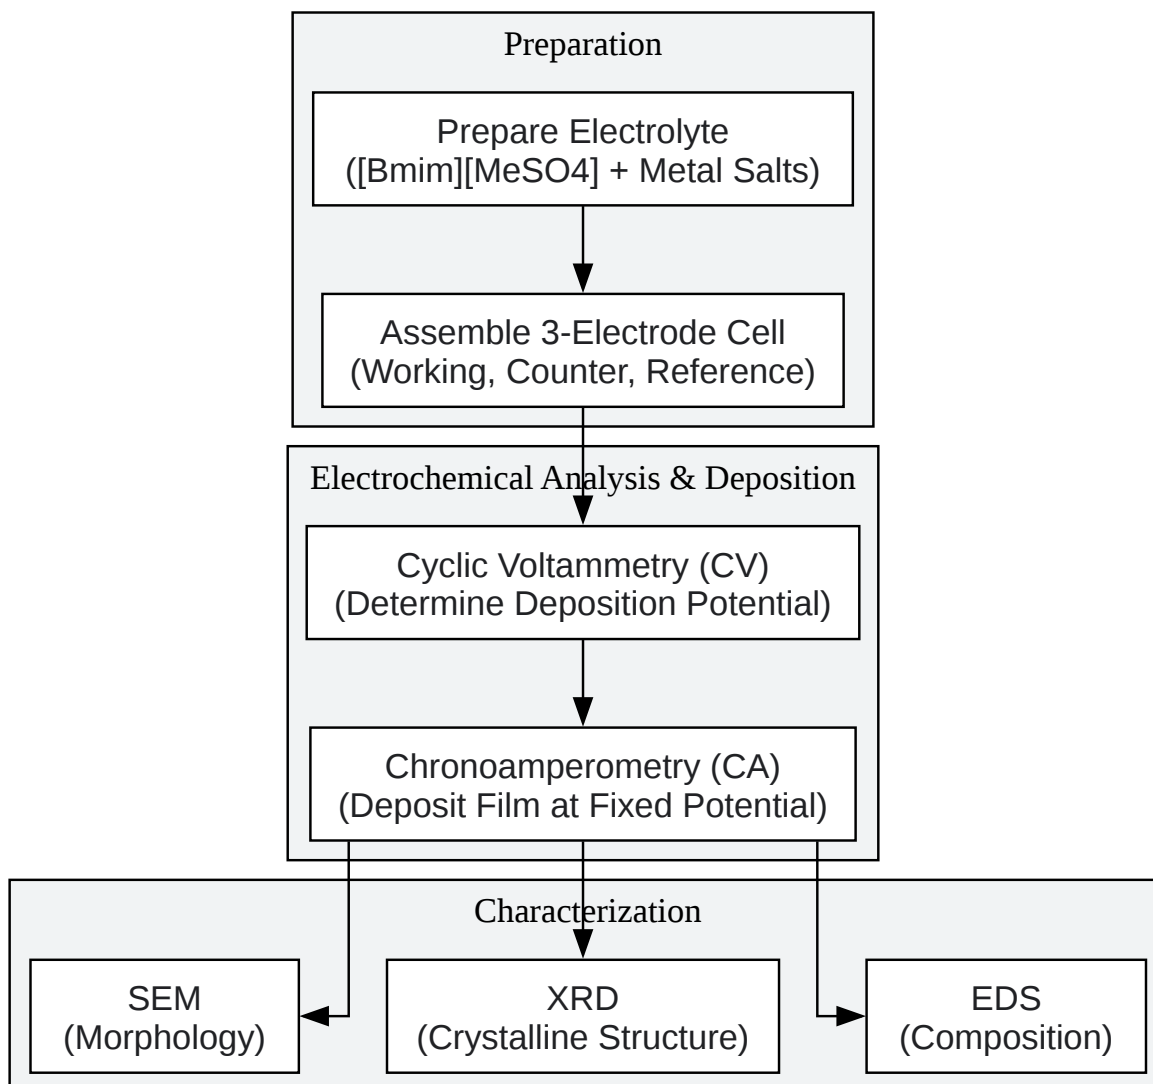 Preparation
Prepare Electrolyte
([Bmim][MeSO4] + Metal Salts)
Assemble 3-Electrode Cell
(Working, Counter, Reference)
Electrochemical Analysis & Deposition
Cyclic Voltammetry (CV)
(Determine Deposition Potential)
Chronoamperometry (CA)
(Deposit Film at Fixed Potential)
Characterization
SEM
(Morphology)
XRD
(Crystalline Structure)
EDS
(Composition)